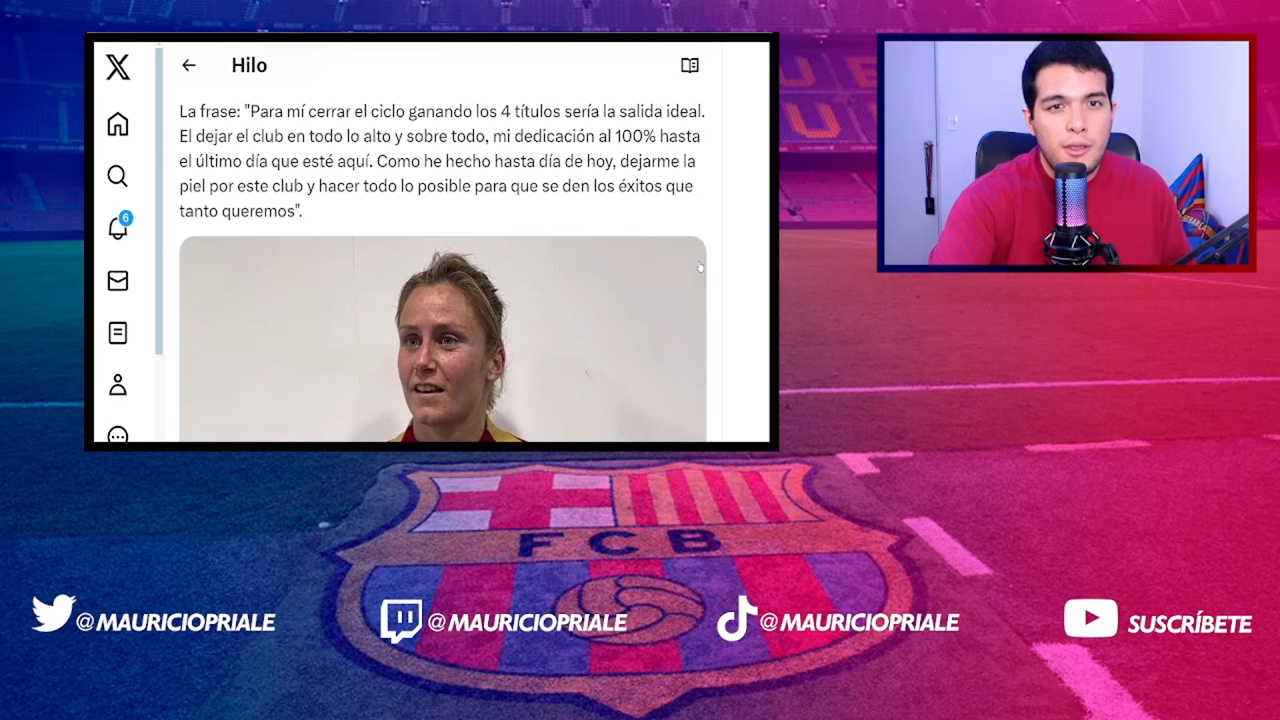 Hilo
La frase: "Para mí cerrar el ciclo ganando los 4 títulos sería la salida ideal.
El dejar el club en todo lo alto y sobre todo, mi dedicación al 100% hasta
el último día que esté aquí. Como he hecho hasta día de hoy, dejarme la
piel por este club y hacer todo lo posible para que se den los éxitos que
tanto queremos".
6
FCB
@MAURICIOPRIALE
@MAURICIOPRIALE
@MAURICIOPRIALE
SUSCRÍBETE